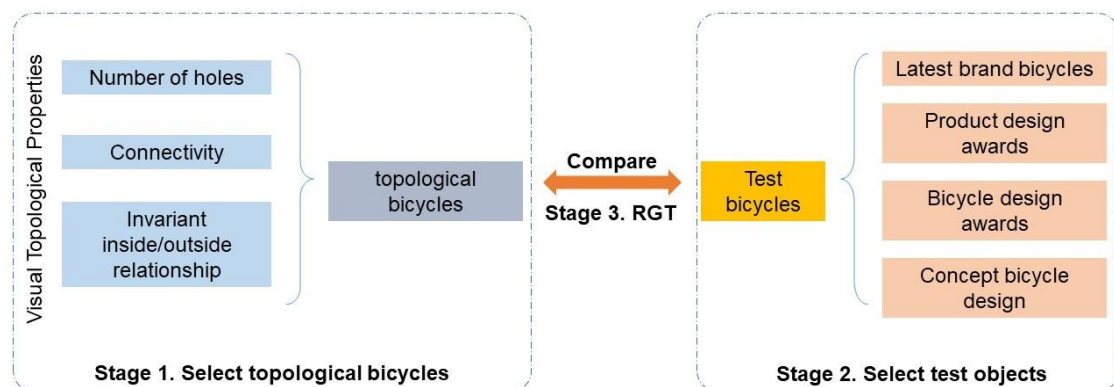 Visual Topological Properties
Number of holes
Connectivity
Invariant
inside/outside
relationship
topological
bicycles
Stage 1. Select topological bicycles
Compare
Stage 3. RGT
Test
bicycles
Latest brand bicycles
Product design
awards
Bicycle design
awards
Concept bicycle
design
Stage 2. Select test objects